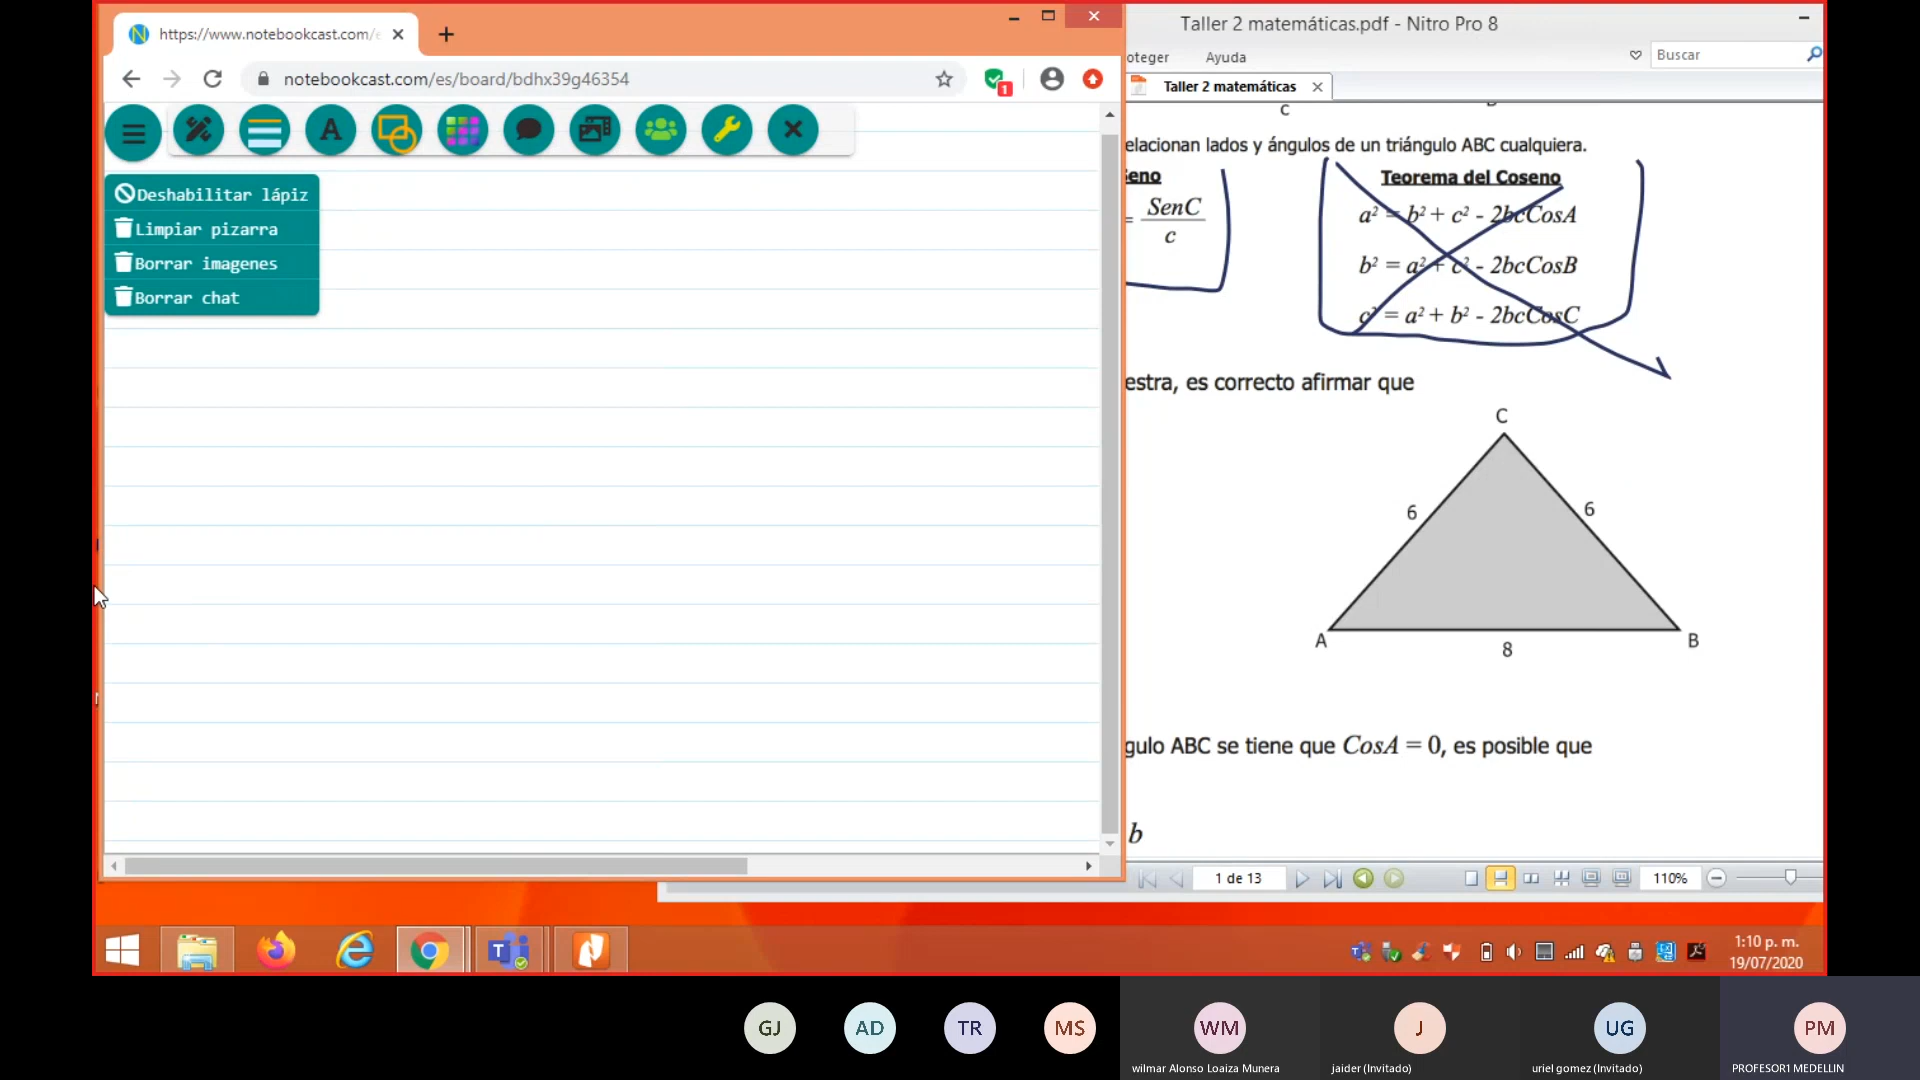 https://www.notebookcast.com/e
notebookcast.com/es/board/bdhx39g46354
1
A
Deshabilitar lápiz
Limpiar pizarra
Borrar imagenes
Borrar chat
Taller 2 matemáticas.pdf - Nitro Pro 8
oteger Ayuda
Buscar
Taller 2 matemáticas
C
elacionan lados y ángulos de un triángulo ABC cualquiera.
Seno
= SenC
c
Teorema del Coseno
a² = b² + c² - 2bcCosA
b² = a² + c² - 2bcCosB
c² = a² + b² - 2bcCosC
estra, es correcto afirmar que
C
6
6
A
8
B
gulo ABC se tiene que CosA = 0, es posible que
b
1 de 13
110%
1:10 p. m.
19/07/2020
GJ
AD
TR
MS
WM
J
UG
PM
wilmar Alonso Loaiza Munera
jaider (Invitado)
uriel gomez (Invitado)
PROFESOR1 MEDELLIN